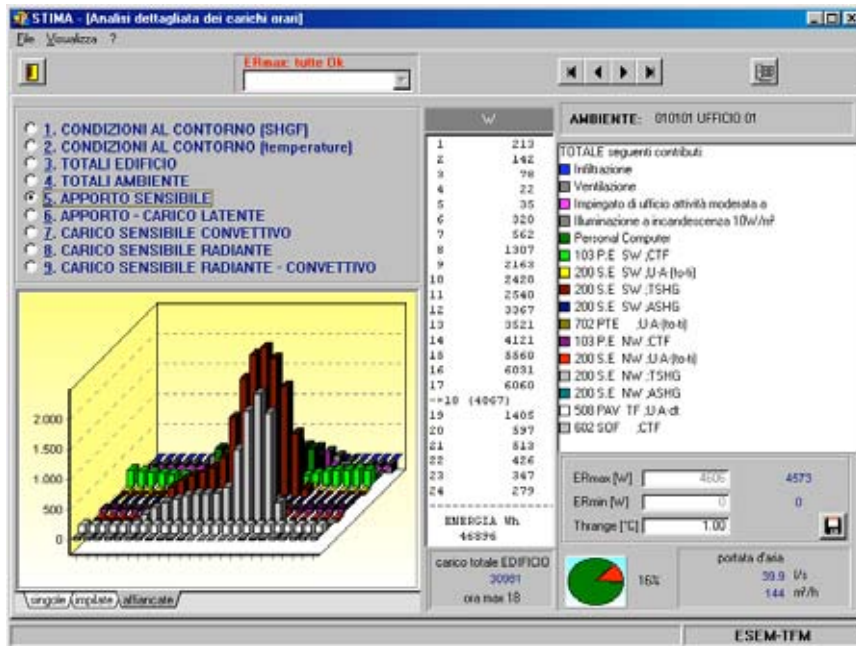 STIMA - [Analisi dettagliata dei carichi orari]
File Visualizza ?
ERmax: tutte Ok
1. CONDIZIONI AL CONTORNO (SHGF)
2. CONDIZIONI AL CONTORNO (temperature)
3. TOTALI EDIFICIO
4. TOTALI AMBIENTE
5. APPORTO SENSIBILE
6. APPORTO - CARICO LATENTE
7. CARICO SENSIBILE CONVETTIVO
8. CARICO SENSIBILE RADIANTE
9. CARICO SENSIBILE RADIANTE - CONVETTIVO
2.000
1.500
1.000
500
0
singole impilate affiancate
W
1 213
2 142
3 78
4 22
5 35
6 320
7 562
8 1307
9 2163
10 2420
11 2540
12 3367
13 3521
14 4121
15 5560
16 6031
17 6060
->18 (4067)
19 1405
20 597
21 513
22 426
23 347
24 279
ENERGIA Wh
46896
carico totale EDIFICIO
30981
ora max 18
AMBIENTE: 010101 UFFICIO 01
TOTALE seguenti contributi
Infiltrazione
Ventilazione
Impiegato di ufficio attività moderata a
Illuminazione a incandescenza 10W/m²
Personal Computer
103 P.E SW ;CTF
200 S.E SW ;U·A·(to-ti)
200 S.E SW ;TSHG
200 S.E SW ;ASHG
702 PTE ;U·A·(to-ti)
103 P.E NW ;CTF
200 S.E NW ;U·A·(to-ti)
200 S.E NW ;TSHG
200 S.E NW ;ASHG
508 PAV TF ;U·A·dt
602 SOF ;CTF
ERmax [W] 4606 4573
ERmin [W] 0 0
Thrange [°C] 1.00
16%
portata d'aria
39.9 l/s
144 m³/h
ESEM-TFM